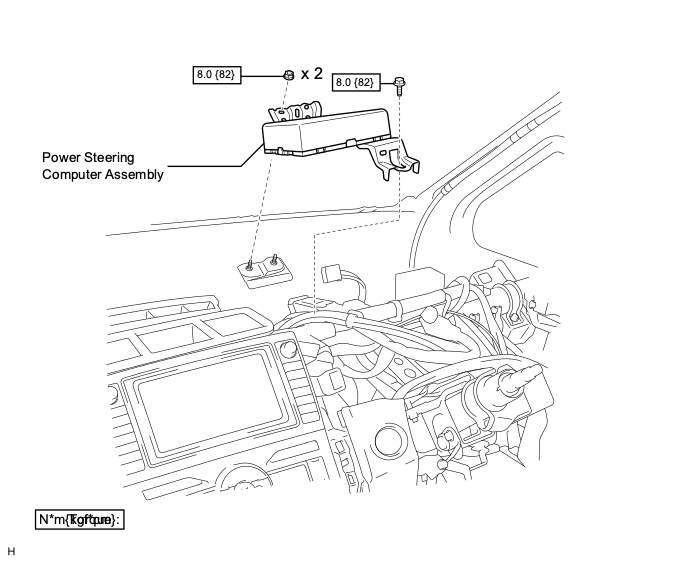 8.0 {82}
x 2
8.0 {82}
Power Steering
Computer Assembly
N*m{
}:
H